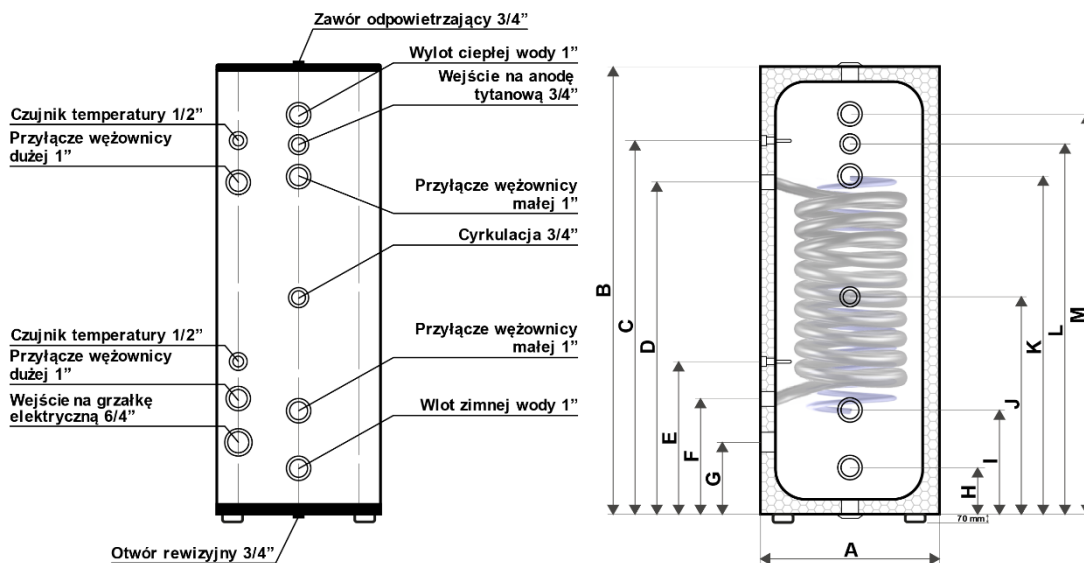 Zawór odpowietrzający 3/4”
Wylot ciepłej wody 1”
Wejście na anodę
tytanową 3/4”
Czujnik temperatury 1/2”
Przyłącze wężownicy
dużej 1”
Przyłącze wężownicy
małej 1”
Cyrkulacja 3/4”
Czujnik temperatury 1/2”
Przyłącze wężownicy
dużej 1”
Wejście na grzałkę
elektryczną 6/4”
Przyłącze wężownicy
małej 1”
Wlot zimnej wody 1”
Otwór rewizyjny 3/4”
B
C
D
E
F
G
H
I
J
K
L
M
70 mm
A